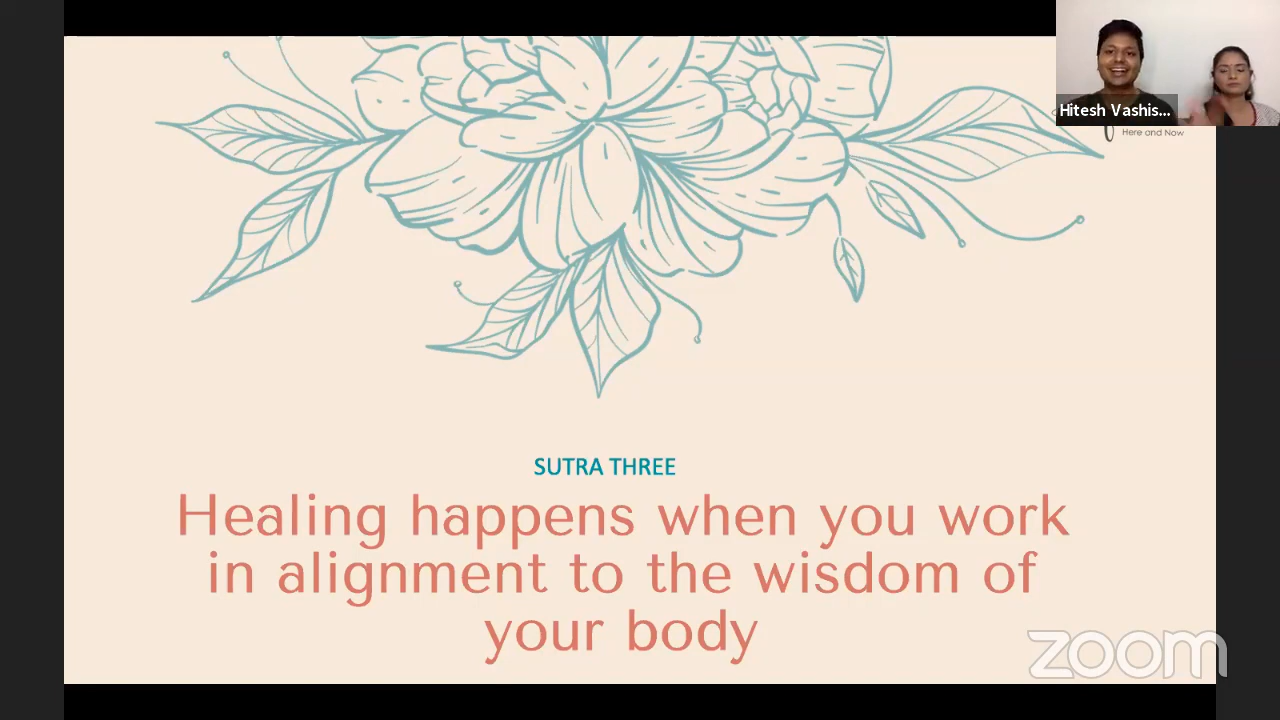 Hitesh Vashis...
Here and Now
SUTRA THREE
Healing happens when you work
in alignment to the wisdom of
your body
zoom